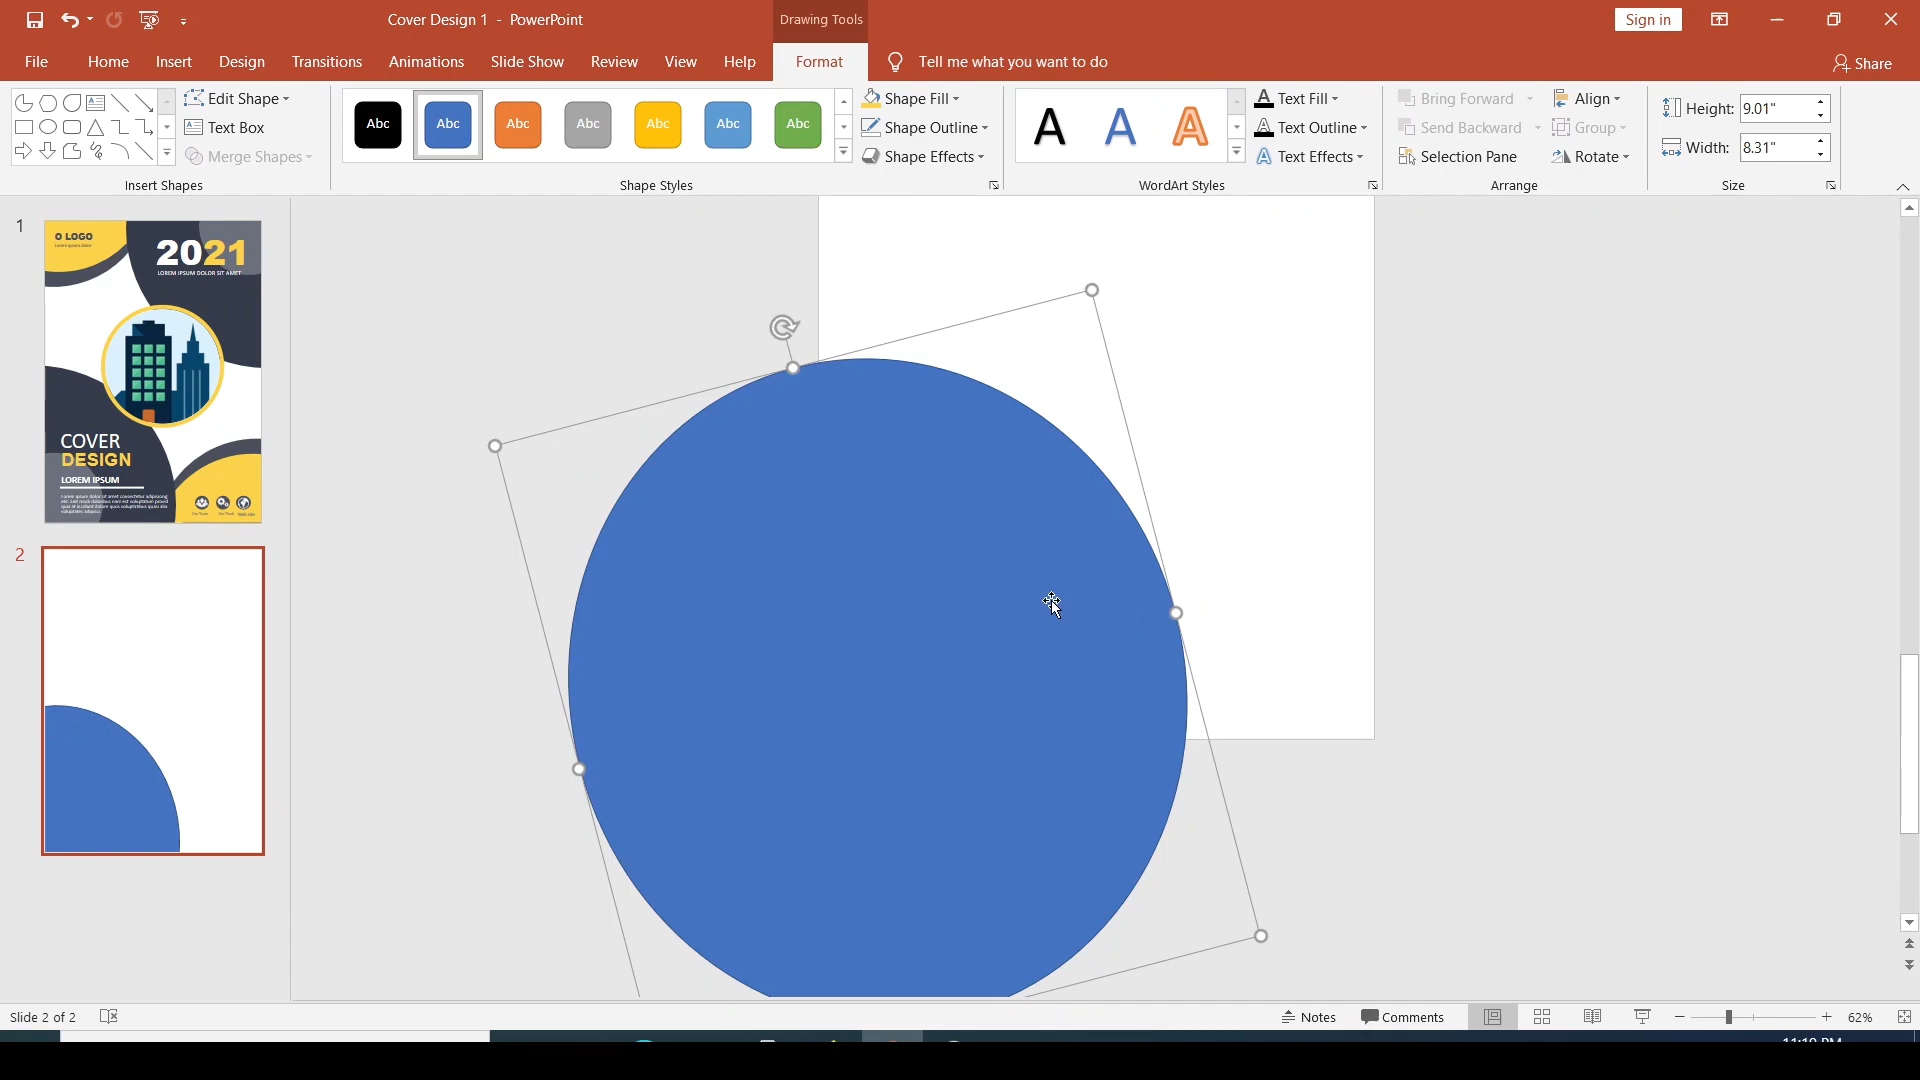 Cover Design 1 - PowerPoint
Drawing Tools
Sign in
File Home Insert Design Transitions Animations Slide Show Review View Help Format Tell me what you want to do
Share
Edit Shape
Text Box
Merge Shapes
Insert Shapes
Abc Abc Abc Abc Abc Abc Abc
Shape Fill
Shape Outline
Shape Effects
Shape Styles
A A A
Text Fill
Text Outline
Text Effects
WordArt Styles
Bring Forward
Send Backward
Selection Pane
Align
Group
Rotate
Arrange
Height: 9.01"
Width: 8.31"
Size
1
O LOGO
2021
LOREM IPSUM DOLOR SIT AMET
COVER
DESIGN
LOREM IPSUM
2
Slide 2 of 2
Notes
Comments
62%